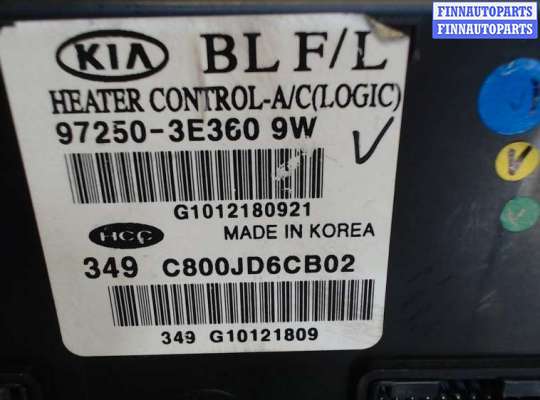 FINNAUTOPARTS
FINNAUTOPARTS
KIA BL F/L
HEATER CONTROL-A/C(LOGIC)
97250-3E360 9W
G1012180921
HCC MADE IN KOREA
349 C800JD6CB02
349 G10121809